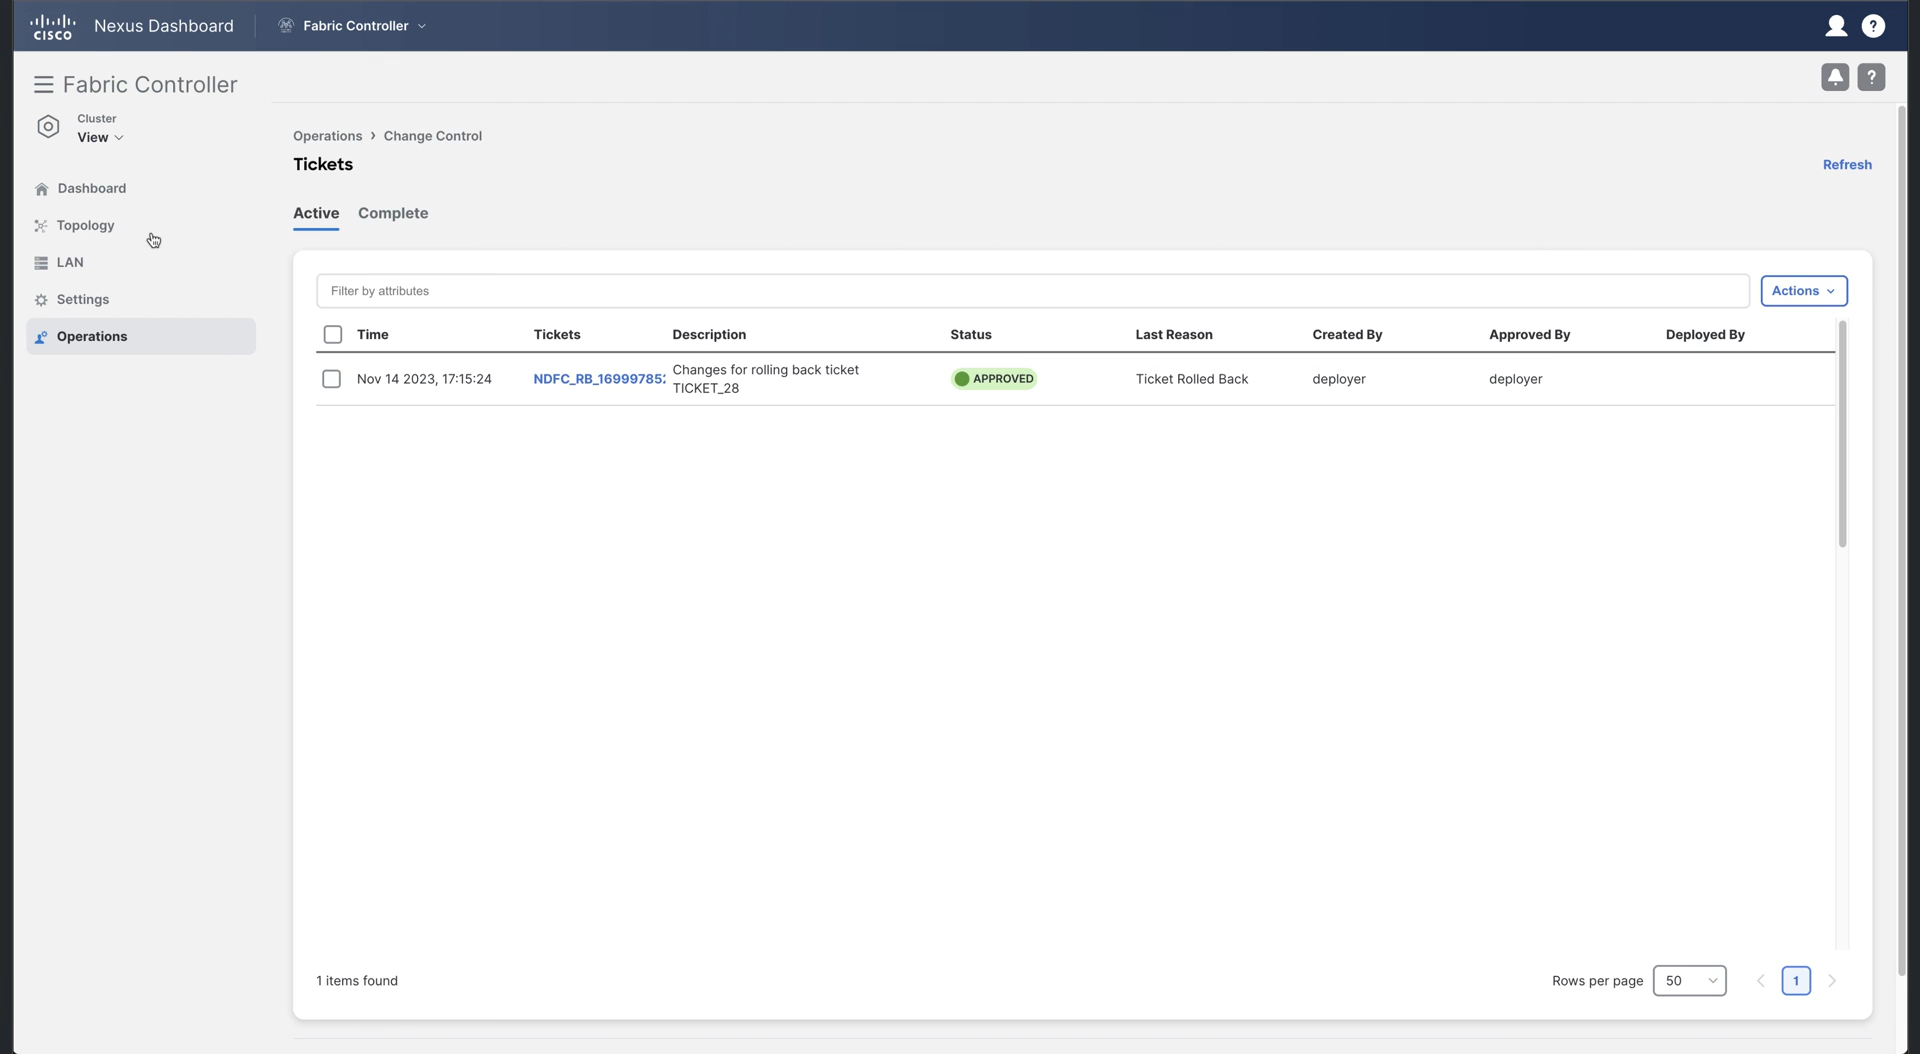 CISCO
Nexus Dashboard
Fabric Controller
Fabric Controller
Cluster
View
Dashboard
Topology
LAN
Settings
Operations
Operations › Change Control
Tickets
Refresh
Active
Complete
Filter by attributes
Actions
Time Tickets Description Status Last Reason Created By Approved By Deployed By
Nov 14 2023, 17:15:24 NDFC_RB_16999785 Changes for rolling back ticket APPROVED Ticket Rolled Back deployer deployer
TICKET_28
1 items found
Rows per page 50 1